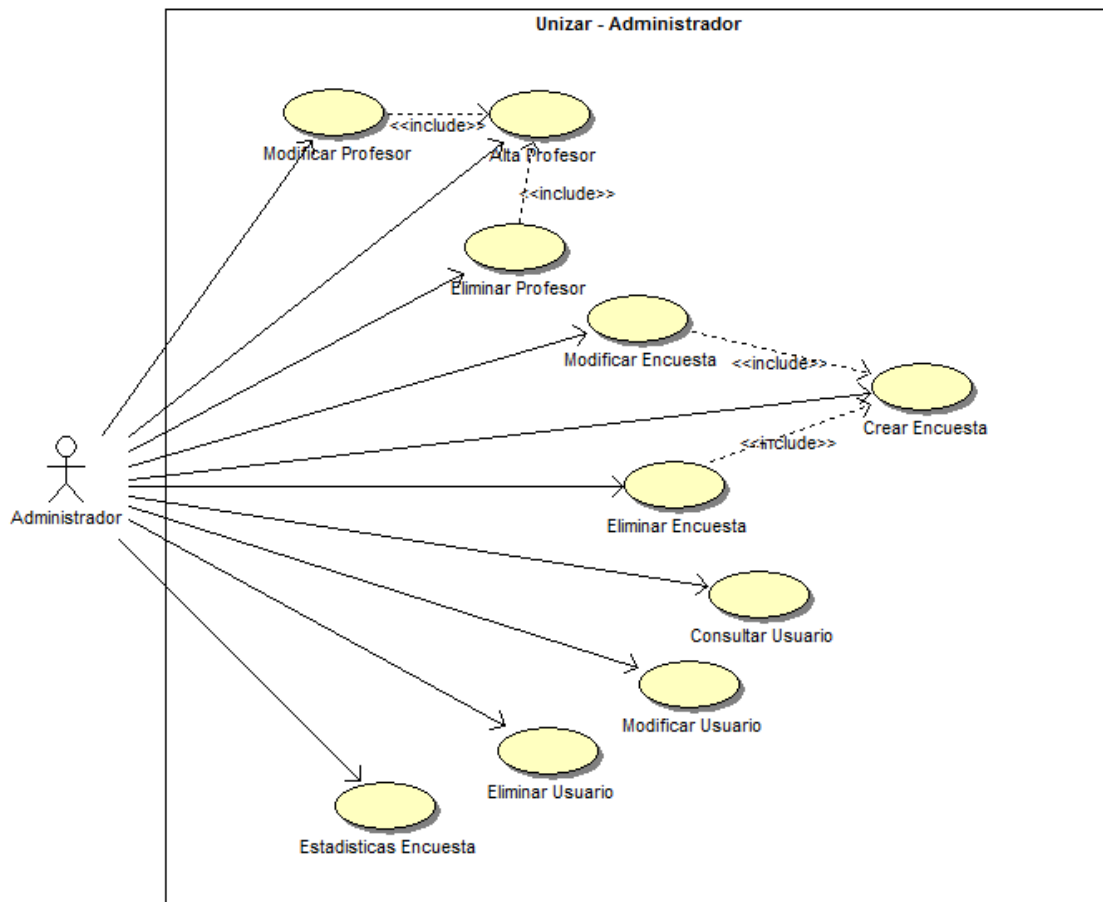 Unizar - Administrador
<<include>>
Modificar Profesor
Alta Profesor
<<include>>
Eliminar Profesor
Modificar Encuesta
<<include>>
Crear Encuesta
<<include>>
Eliminar Encuesta
Administrador
Consultar Usuario
Modificar Usuario
Eliminar Usuario
Estadisticas Encuesta